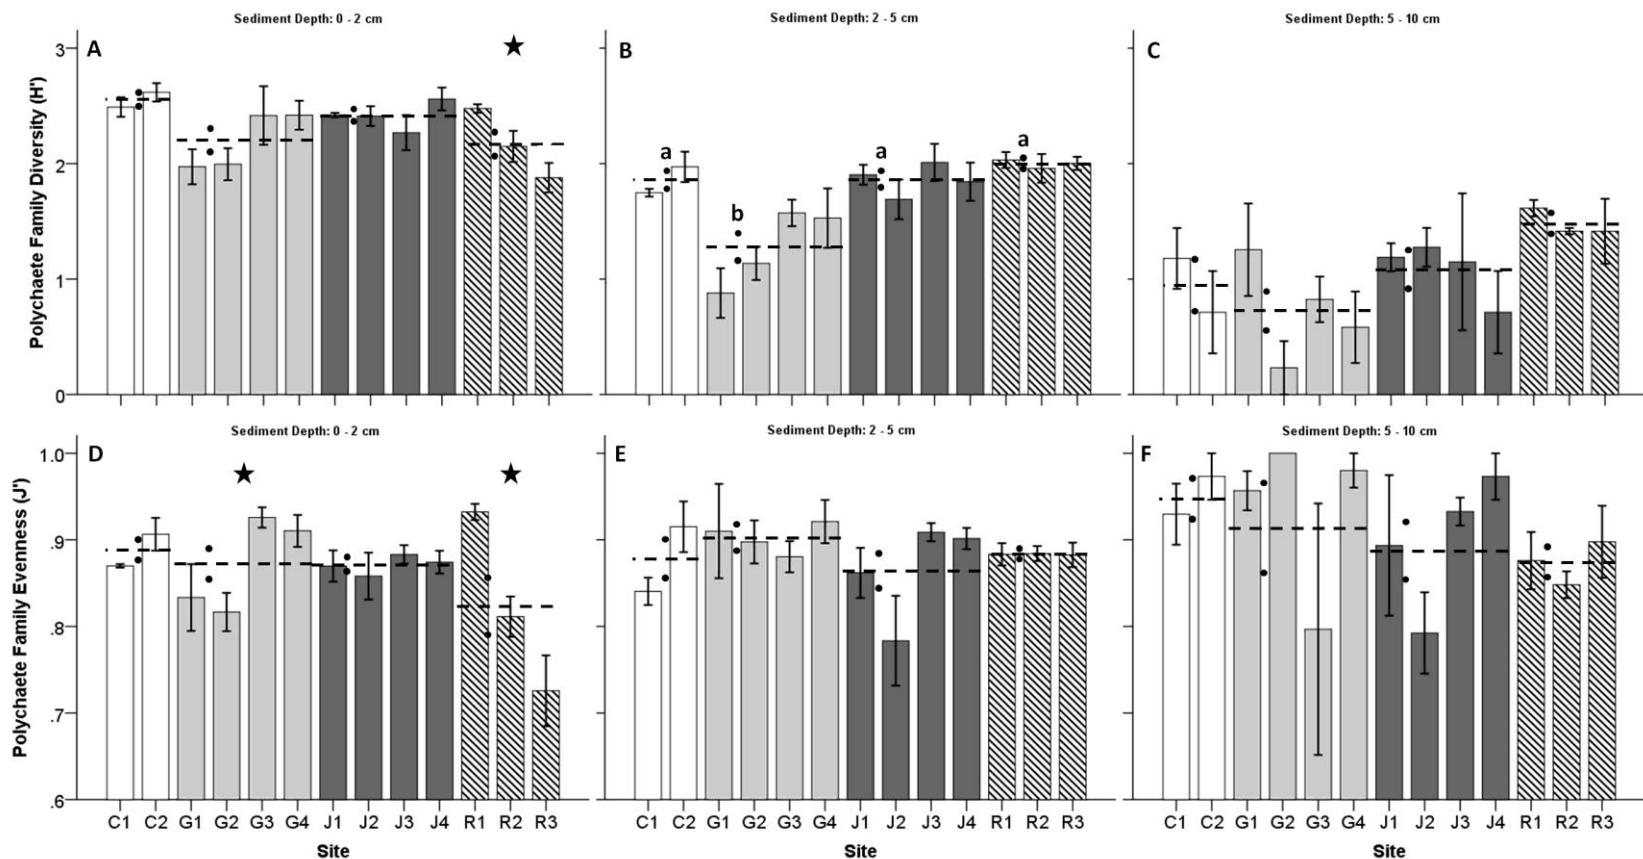 Sediment Depth: 0 - 2 cm
Sediment Depth: 2 - 5 cm
Sediment Depth: 5 - 10 cm
Polychaete Family Diversity (H')
3
2
1
0
A
B
a
b
a
a
C
Sediment Depth: 0 - 2 cm
Sediment Depth: 2 - 5 cm
Sediment Depth: 5 - 10 cm
Polychaete Family Evenness (J')
1.0
.9
.8
.7
.6
D
E
F
C1 C2 G1 G2 G3 G4 J1 J2 J3 J4 R1 R2 R3
C1 C2 G1 G2 G3 G4 J1 J2 J3 J4 R1 R2 R3
C1 C2 G1 G2 G3 G4 J1 J2 J3 J4 R1 R2 R3
Site
Site
Site